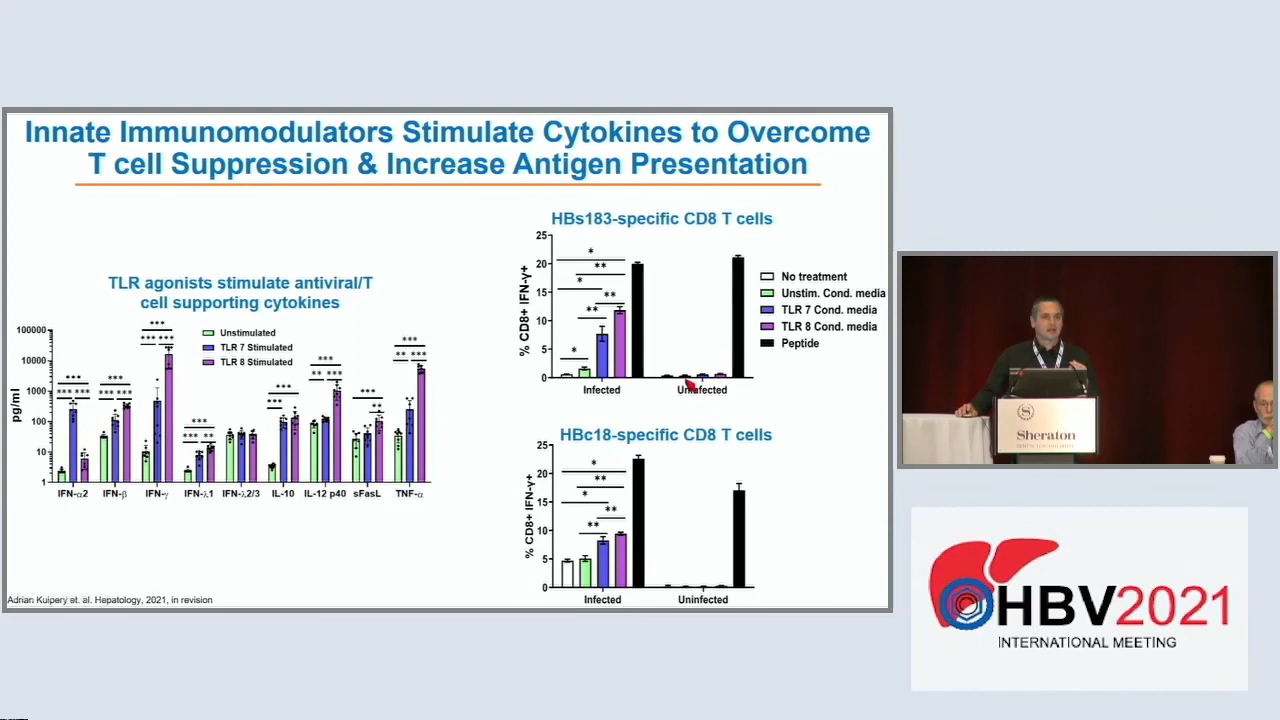 Innate Immunomodulators Stimulate Cytokines to Overcome
T cell Suppression & Increase Antigen Presentation
TLR agonists stimulate antiviral/T
cell supporting cytokines
100000
10000
1000
100
10
1
pg/ml
Unstimulated
TLR 7 Stimulated
TLR 8 Stimulated
*** *** ***
*** *** ***
*** *** ***
*** *** **
*** ***
*** ** ***
*** **
*** ** ***
IFN-α2 IFN-β IFN-γ IFN-λ1 IFN-λ2/3 IL-10 IL-12 p40 sFasL TNF-α
HBs183-specific CD8 T cells
25
20
15
10
5
0
% CD8+ IFN-γ+
*
**
*
**
**
*
Infected Uninfected
No treatment
Unstim. Cond. media
TLR 7 Cond. media
TLR 8 Cond. media
Peptide
HBc18-specific CD8 T cells
25
20
15
10
5
0
% CD8+ IFN-γ+
*
**
*
**
**
Infected Uninfected
Adrian Kuipery et. al. Hepatology, 2021, in revision
Sheraton
HBV2021
INTERNATIONAL MEETING